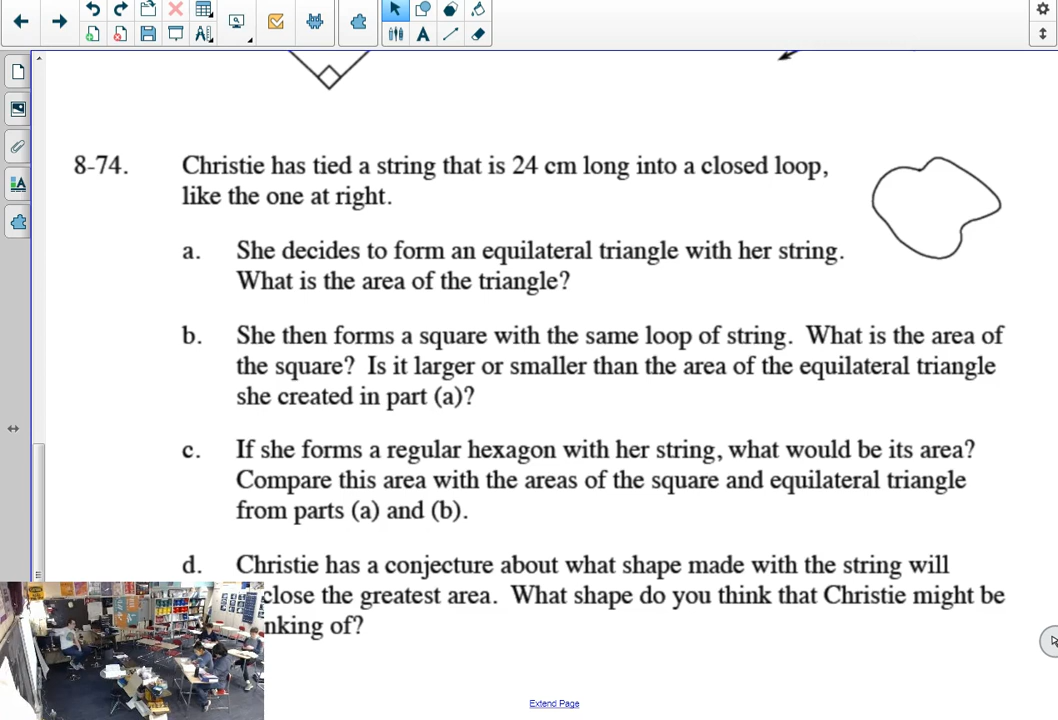 8-74. Christie has tied a string that is 24 cm long into a closed loop,
like the one at right.
a. She decides to form an equilateral triangle with her string.
What is the area of the triangle?
b. She then forms a square with the same loop of string. What is the area of
the square? Is it larger or smaller than the area of the equilateral triangle
she created in part (a)?
c. If she forms a regular hexagon with her string, what would be its area?
Compare this area with the areas of the square and equilateral triangle
from parts (a) and (b).
d. Christie has a conjecture about what shape made with the string will
close the greatest area. What shape do you think that Christie might be
nking of?
Extend Page